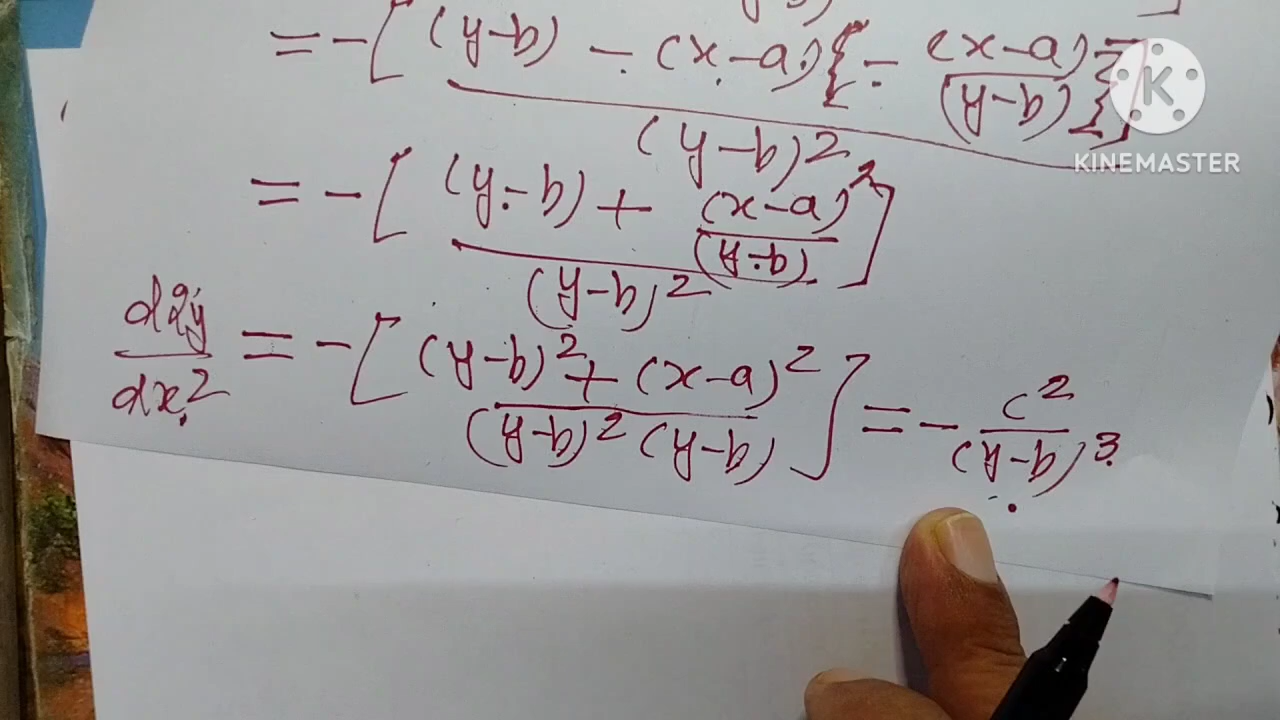 = - [ (y-b) - (x-a) { - (x-a) / (y-b) } ] / (y-b)²
= - [ (y-b) + (x-a)² / (y-b) ] / (y-b)²
d²y / dx² = - [ (y-b)² + (x-a)² / (y-b)² (y-b) ] = - c² / (y-b)³
K
KINEMASTER